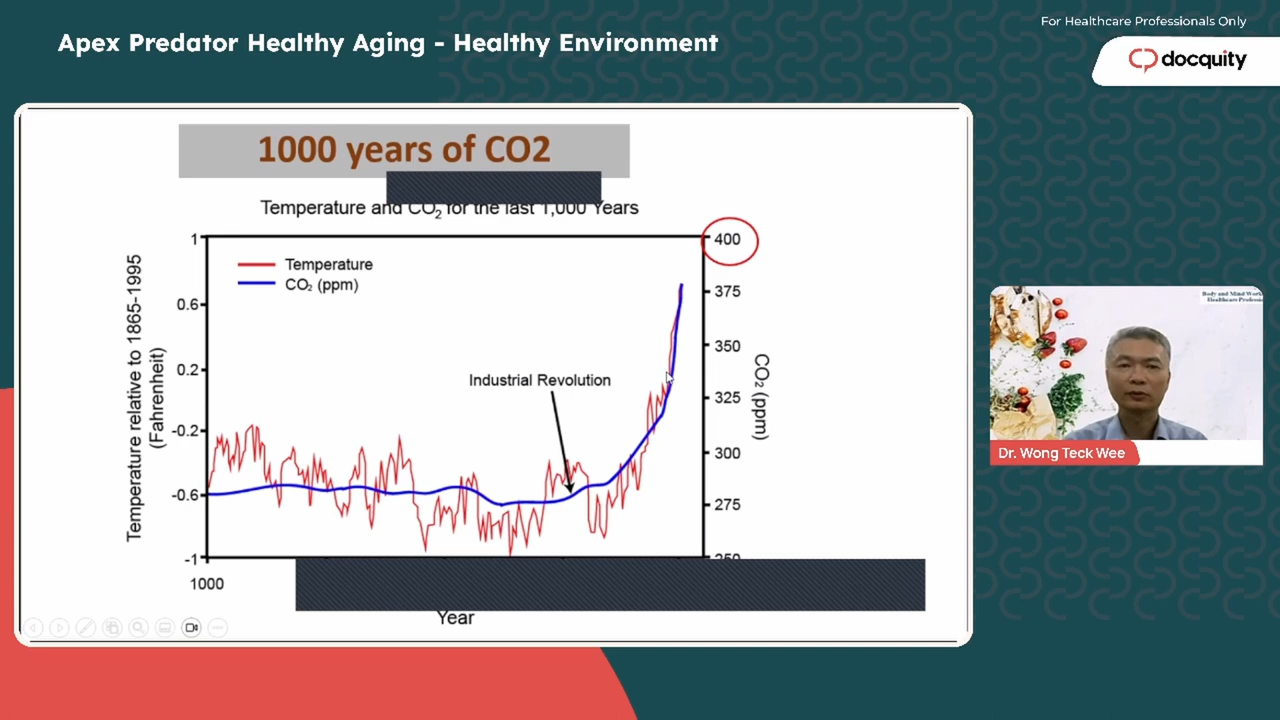 For Healthcare Professionals Only
Apex Predator Healthy Aging - Healthy Environment
docquity
1000 years of CO2
Temperature and CO₂ for the last 1,000 Years
1
0.6
0.2
-0.2
-0.6
-1
Temperature relative to 1865-1995
(Fahrenheit)
Temperature
CO₂ (ppm)
Industrial Revolution
400
375
350
325
300
275
CO₂ (ppm)
1000
Year
Body and Mind
Dr. Wong Teck Wee